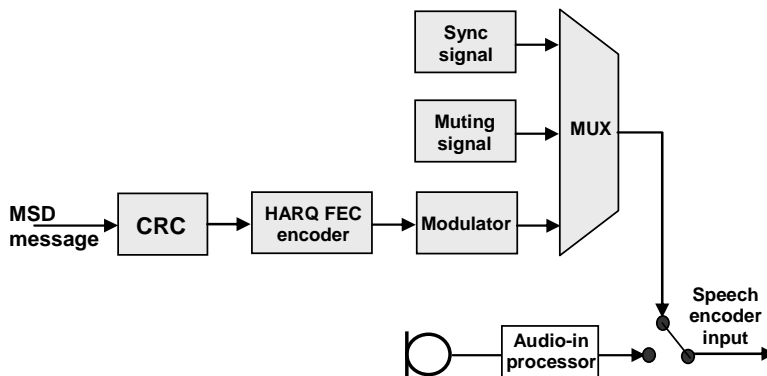 Sync
signal
Muting
signal
MUX
MSD
message
CRC
HARQ FEC
encoder
Modulator
Speech
encoder
input
Audio-in
processor